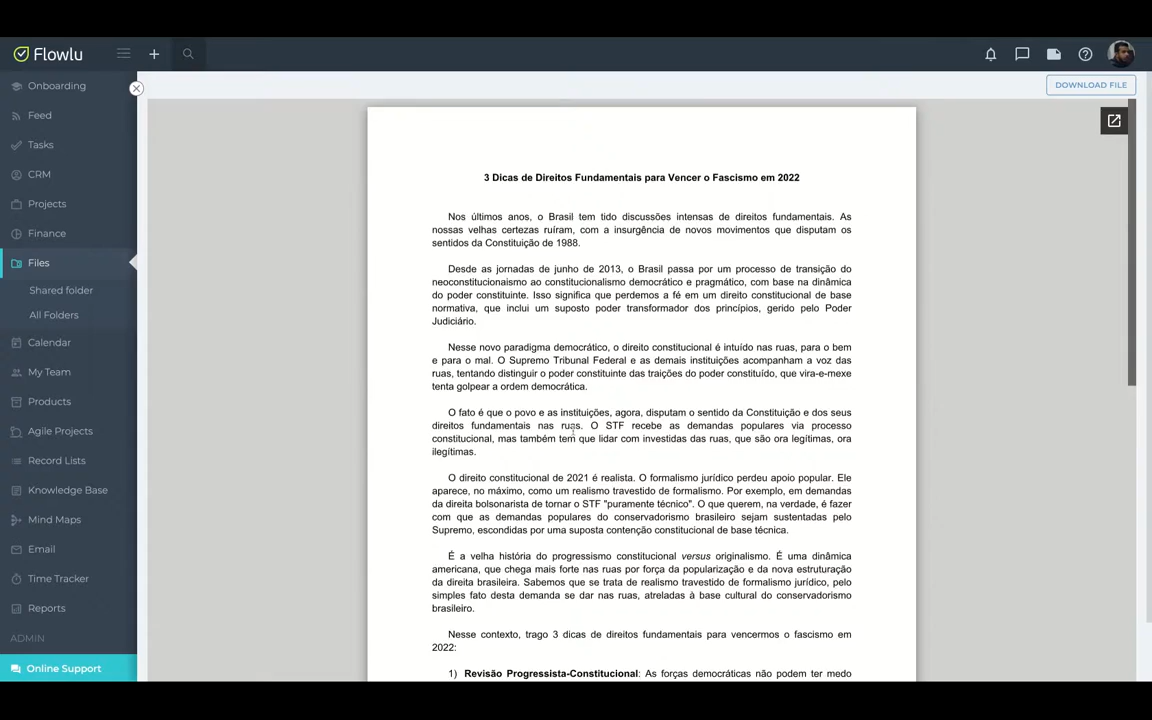 Flowlu
Onboarding
Feed
Tasks
CRM
Projects
Finance
Files
Shared folder
All Folders
Calendar
My Team
Products
Agile Projects
Record Lists
Knowledge Base
Mind Maps
Email
Time Tracker
Reports
ADMIN
Online Support
DOWNLOAD FILE
3 Dicas de Direitos Fundamentais para Vencer o Fascismo em 2022
Nos últimos anos, o Brasil tem tido discussões intensas de direitos fundamentais. As
nossas velhas certezas ruíram, com a insurgência de novos movimentos que disputam os
sentidos da Constituição de 1988.
Desde as jornadas de junho de 2013, o Brasil passa por um processo de transição do
neoconstitucionaismo ao constitucionalismo democrático e pragmático, com base na dinâmica
do poder constituinte. Isso significa que perdemos a fé em um direito constitucional de base
normativa, que inclui um suposto poder transformador dos princípios, gerido pelo Poder
Judiciário.
Nesse novo paradigma democrático, o direito constitucional é intuído nas ruas, para o bem
e para o mal. O Supremo Tribunal Federal e as demais instituições acompanham a voz das
ruas, tentando distinguir o poder constituinte das traições do poder constituído, que vira-e-mexe
tenta golpear a ordem democrática.
O fato é que o povo e as instituições, agora, disputam o sentido da Constituição e dos seus
direitos fundamentais nas ruas. O STF recebe as demandas populares via processo
constitucional, mas também tem que lidar com investidas das ruas, que são ora legítimas, ora
ilegítimas.
O direito constitucional de 2021 é realista. O formalismo jurídico perdeu apoio popular. Ele
aparece, no máximo, como um realismo travestido de formalismo. Por exemplo, em demandas
da direita bolsonarista de tornar o STF "puramente técnico". O que querem, na verdade, é fazer
com que as demandas populares do conservadorismo brasileiro sejam sustentadas pelo
Supremo, escondidas por uma suposta contenção constitucional de base técnica.
É a velha história do progressismo constitucional versus originalismo. É uma dinâmica
americana, que chega mais forte nas ruas por força da popularização e da nova estruturação
da direita brasileira. Sabemos que se trata de realismo travestido de formalismo jurídico, pelo
simples fato desta demanda se dar nas ruas, atreladas à base cultural do conservadorismo
brasileiro.
Nesse contexto, trago 3 dicas de direitos fundamentais para vencermos o fascismo em
2022:
1) Revisão Progressista-Constitucional: As forças democráticas não podem ter medo